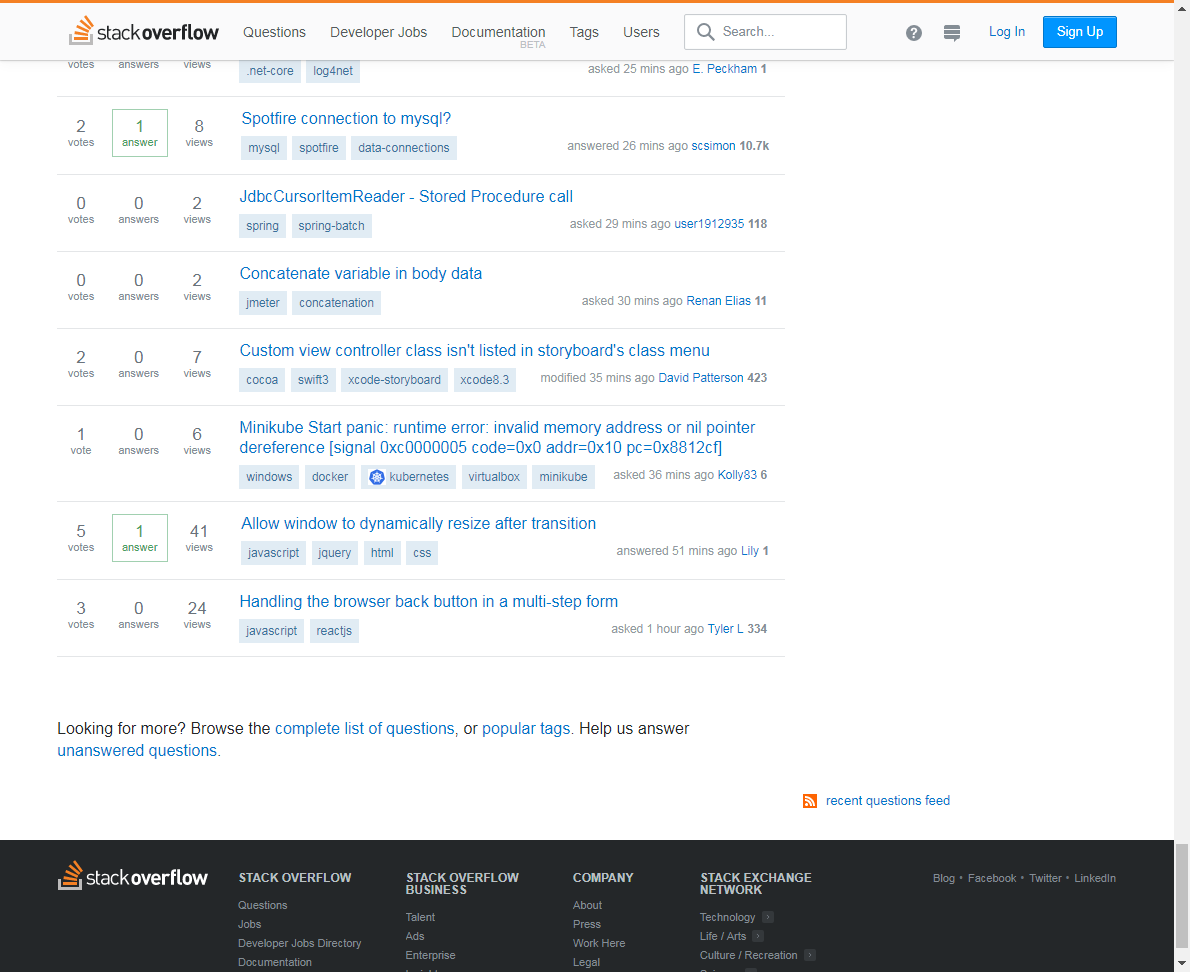 stackoverflow Questions Developer Jobs Documentation Tags Users Search... Log In Sign Up
BETA
votes answers views .net-core log4net asked 25 mins ago E. Peckham 1
Spotfire connection to mysql?
2 1 8
votes answer views
mysql spotfire data-connections answered 26 mins ago scsimon 10.7k
JdbcCursorItemReader - Stored Procedure call
0 0 2
votes answers views
spring spring-batch asked 29 mins ago user1912935 118
Concatenate variable in body data
0 0 2
votes answers views
jmeter concatenation asked 30 mins ago Renan Elias 11
Custom view controller class isn't listed in storyboard's class menu
2 0 7
votes answers views
cocoa swift3 xcode-storyboard xcode8.3 modified 35 mins ago David Patterson 423
Minikube Start panic: runtime error: invalid memory address or nil pointer
dereference [signal 0xc0000005 code=0x0 addr=0x10 pc=0x8812cf]
1 0 6
vote answers views
windows docker kubernetes virtualbox minikube asked 36 mins ago Kolly83 6
Allow window to dynamically resize after transition
5 1 41
votes answer views
javascript jquery html css answered 51 mins ago Lily 1
Handling the browser back button in a multi-step form
3 0 24
votes answers views
javascript reactjs asked 1 hour ago Tyler L 334
Looking for more? Browse the complete list of questions, or popular tags. Help us answer
unanswered questions.
recent questions feed
stackoverflow
STACK OVERFLOW
Questions
Jobs
Developer Jobs Directory
Documentation
STACK OVERFLOW
BUSINESS
Talent
Ads
Enterprise
COMPANY
About
Press
Work Here
Legal
STACK EXCHANGE
NETWORK
Technology
Life / Arts
Culture / Recreation
Blog • Facebook • Twitter • LinkedIn